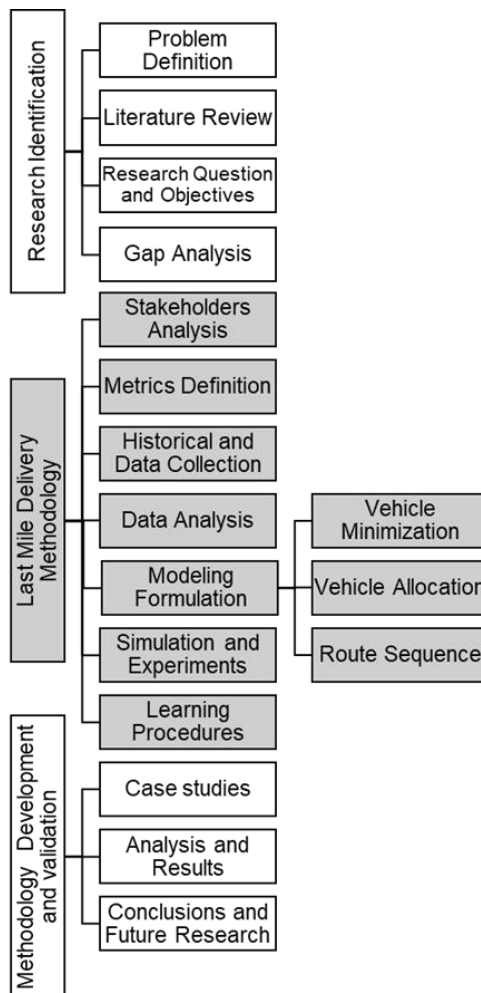 Research Identification
Problem
Definition
Literature Review
Research Question
and Objectives
Gap Analysis
Last Mile Delivery
Methodology
Stakeholders
Analysis
Metrics Definition
Historical and
Data Collection
Data Analysis
Modeling
Formulation
Vehicle
Minimization
Vehicle Allocation
Route Sequence
Simulation and
Experiments
Learning
Procedures
Methodology Development
and validation
Case studies
Analysis and
Results
Conclusions and
Future Research